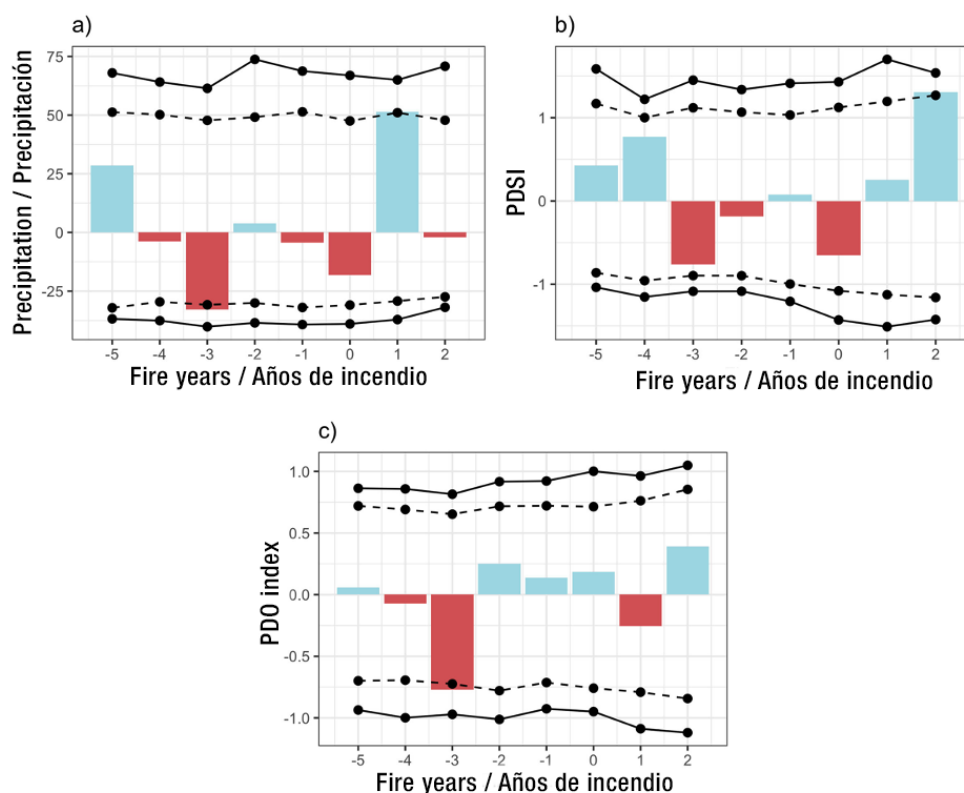 a)
Precipitation / Precipitación
75
50
25
0
-25
-5 -4 -3 -2 -1 0 1 2
Fire years / Años de incendio
b)
PDSI
1
0
-1
-5 -4 -3 -2 -1 0 1 2
Fire years / Años de incendio
c)
PDO index
1.0
0.5
0.0
-0.5
-1.0
-5 -4 -3 -2 -1 0 1 2
Fire years / Años de incendio